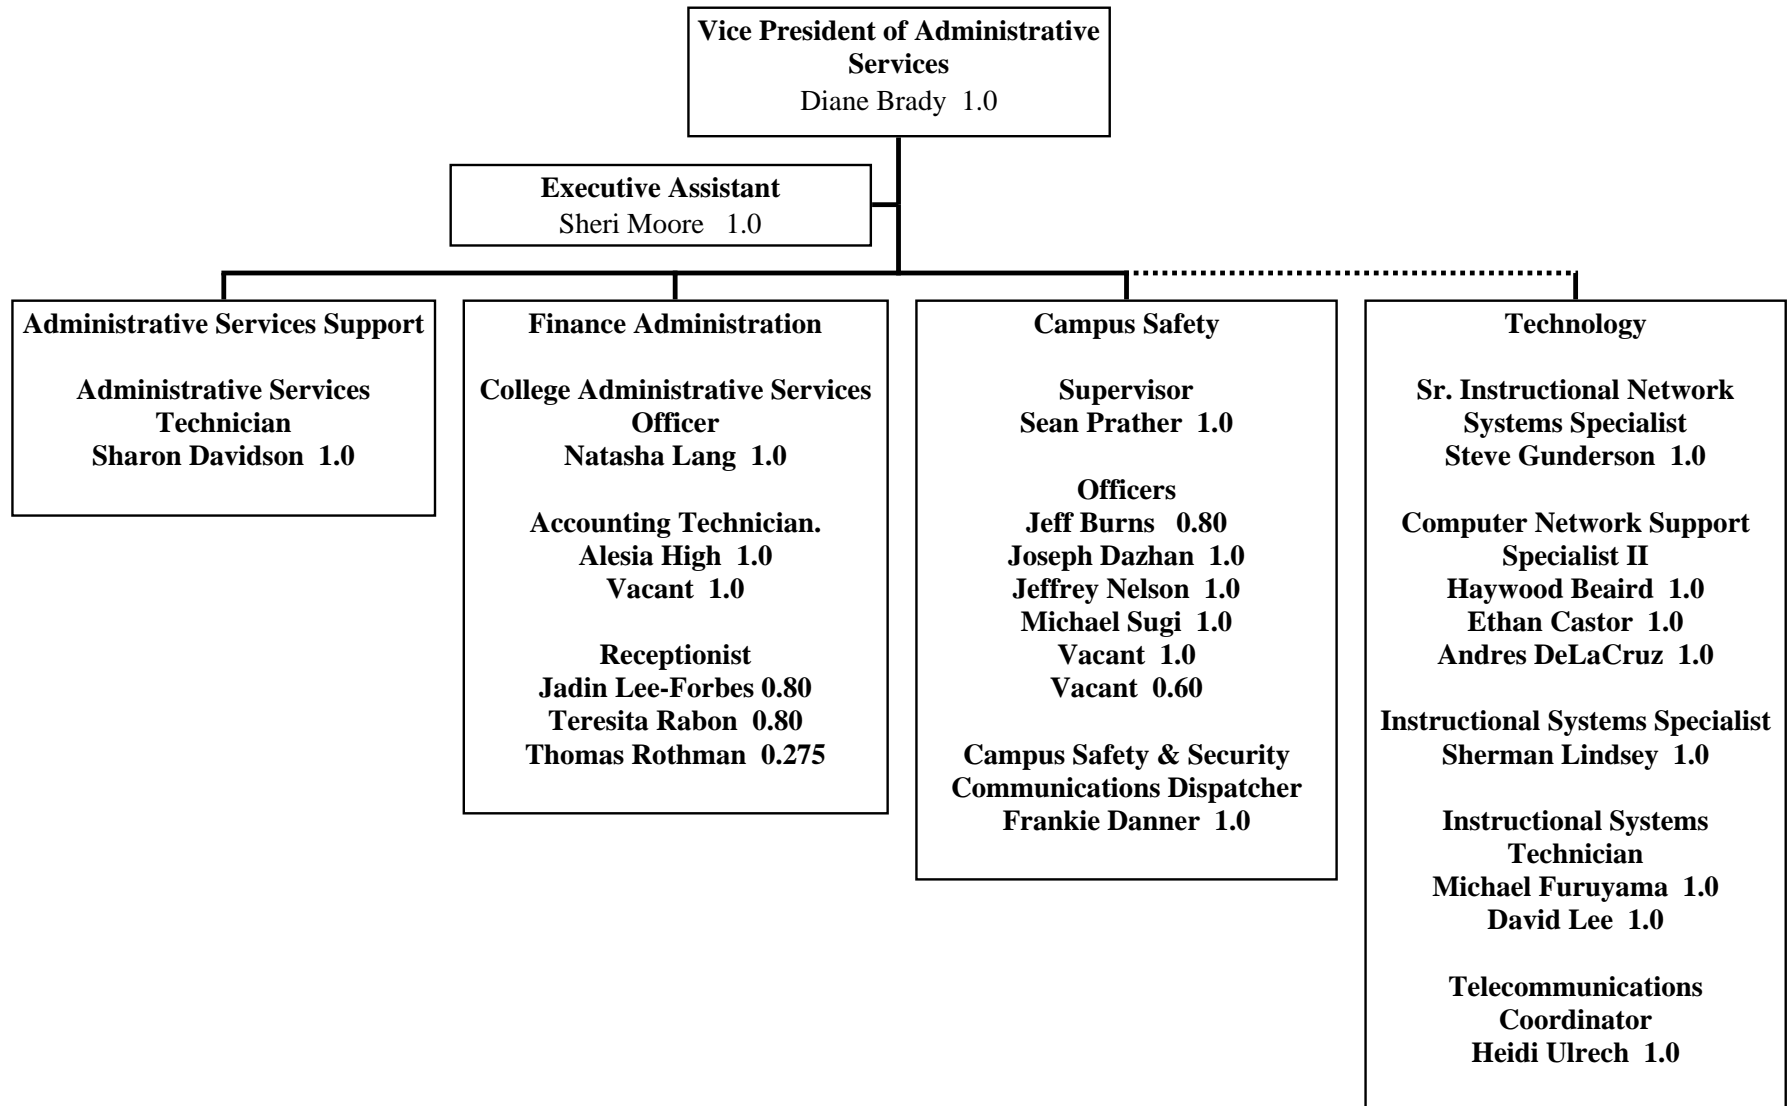 Vice President of Administrative
Services
Diane Brady 1.0
Executive Assistant
Sheri Moore 1.0
Administrative Services Support
Administrative Services
Technician
Sharon Davidson 1.0
Finance Administration
College Administrative Services
Officer
Natasha Lang 1.0
Accounting Technician.
Alesia High 1.0
Vacant 1.0
Receptionist
Jadin Lee-Forbes 0.80
Teresita Rabon 0.80
Thomas Rothman 0.275
Campus Safety
Supervisor
Sean Prather 1.0
Officers
Jeff Burns 0.80
Joseph Dazhan 1.0
Jeffrey Nelson 1.0
Michael Sugi 1.0
Vacant 1.0
Vacant 0.60
Campus Safety & Security
Communications Dispatcher
Frankie Danner 1.0
Technology
Sr. Instructional Network
Systems Specialist
Steve Gunderson 1.0
Computer Network Support
Specialist II
Haywood Beaird 1.0
Ethan Castor 1.0
Andres DeLaCruz 1.0
Instructional Systems Specialist
Sherman Lindsey 1.0
Instructional Systems
Technician
Michael Furuyama 1.0
David Lee 1.0
Telecommunications
Coordinator
Heidi Ulrech 1.0